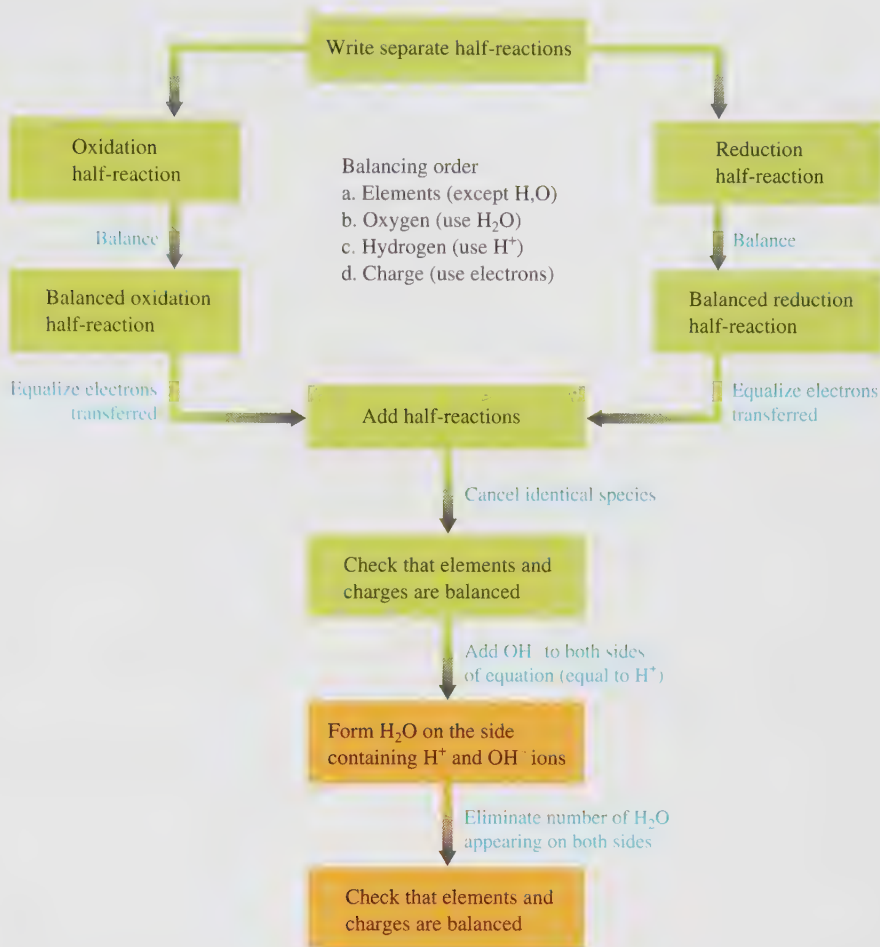 Write separate half-reactions
Oxidation
half-reaction
Balancing order
a. Elements (except H,O)
b. Oxygen (use H₂O)
c. Hydrogen (use H⁺)
d. Charge (use electrons)
Reduction
half-reaction
Balance
Balance
Balanced oxidation
half-reaction
Balanced reduction
half-reaction
Equalize electrons
transferred
Add half-reactions
Equalize electrons
transferred
Cancel identical species
Check that elements and
charges are balanced
Add OH⁻ to both sides
of equation (equal to H⁺)
Form H₂O on the side
containing H⁺ and OH⁻ ions
Eliminate number of H₂O
appearing on both sides
Check that elements and
charges are balanced